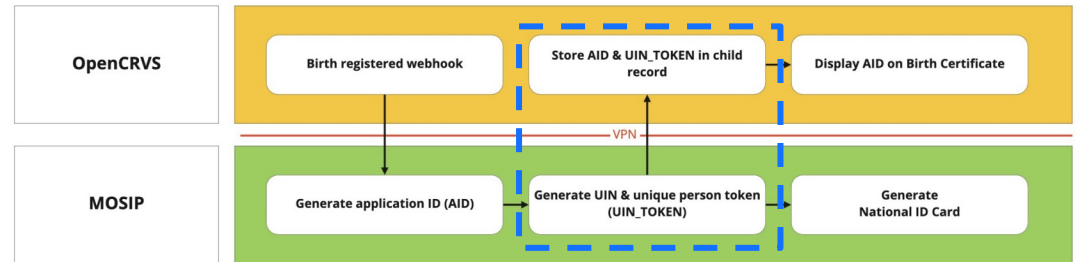 OpenCRVS
Birth registered webhook
Store AID & UIN_TOKEN in child
record
Display AID on Birth Certificate
VPN
MOSIP
Generate application ID (AID)
Generate UIN & unique person token
(UIN_TOKEN)
Generate
National ID Card